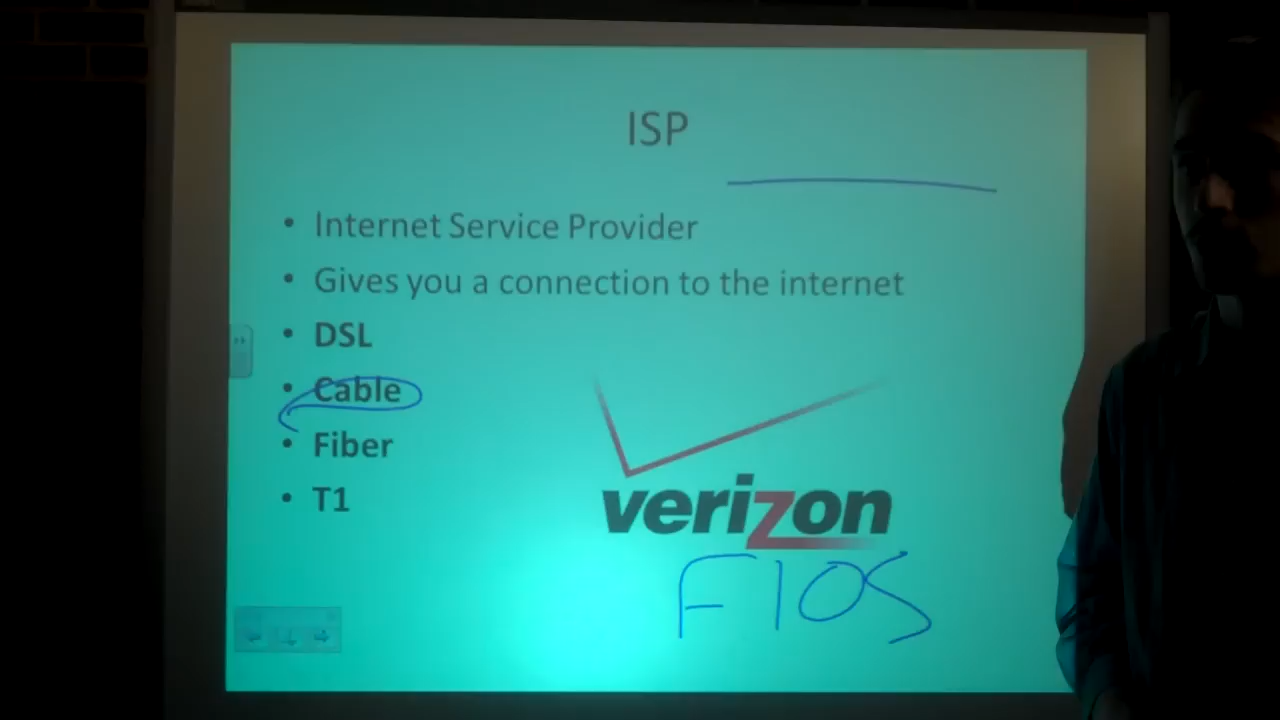 ISP
• Internet Service Provider
• Gives you a connection to the internet
• DSL
• Cable
• Fiber
• T1
verizon
FIOS